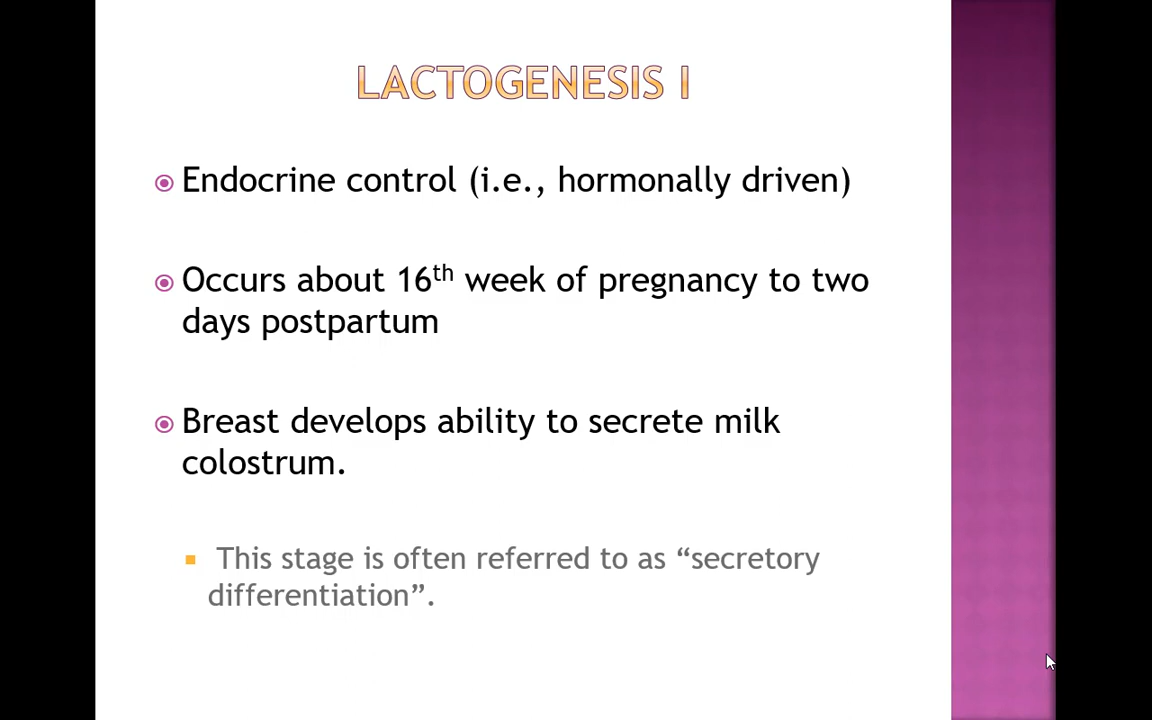 LACTOGENESIS I
Endocrine control (i.e., hormonally driven)
Occurs about 16th week of pregnancy to two
days postpartum
Breast develops ability to secrete milk
colostrum.
This stage is often referred to as “secretory
differentiation”.